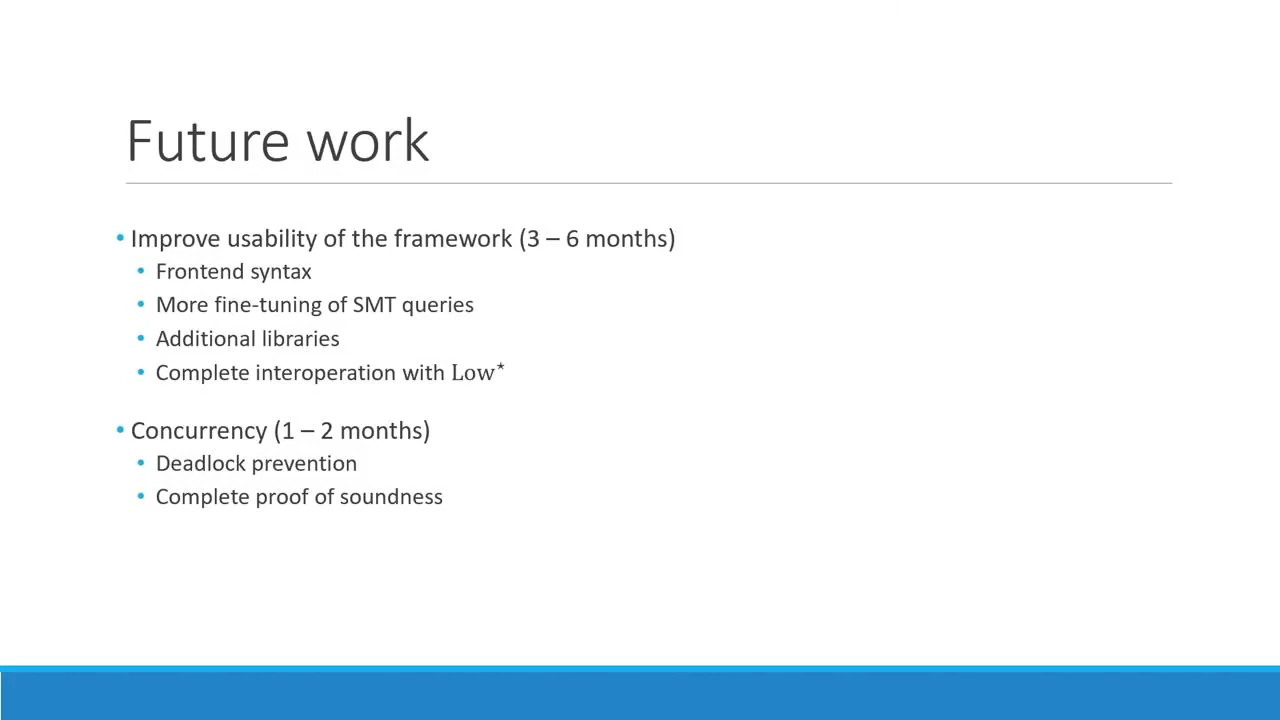 Future work
• Improve usability of the framework (3 – 6 months)
• Frontend syntax
• More fine-tuning of SMT queries
• Additional libraries
• Complete interoperation with Low*
• Concurrency (1 – 2 months)
• Deadlock prevention
• Complete proof of soundness